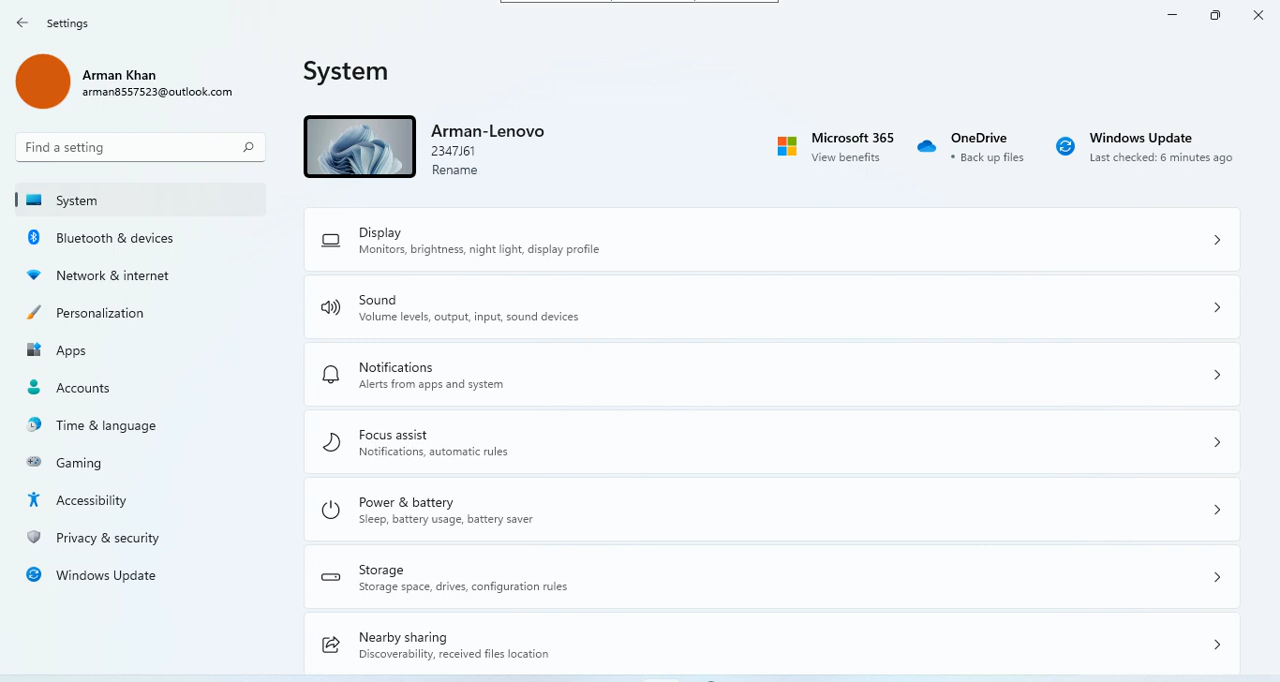 Settings
Arman Khan
arman8557523@outlook.com
Find a setting
System
Bluetooth & devices
Network & internet
Personalization
Apps
Accounts
Time & language
Gaming
Accessibility
Privacy & security
Windows Update
System
Arman-Lenovo
2347J61
Rename
Microsoft 365
View benefits
OneDrive
• Back up files
Windows Update
Last checked: 6 minutes ago
Display
Monitors, brightness, night light, display profile
Sound
Volume levels, output, input, sound devices
Notifications
Alerts from apps and system
Focus assist
Notifications, automatic rules
Power & battery
Sleep, battery usage, battery saver
Storage
Storage space, drives, configuration rules
Nearby sharing
Discoverability, received files location